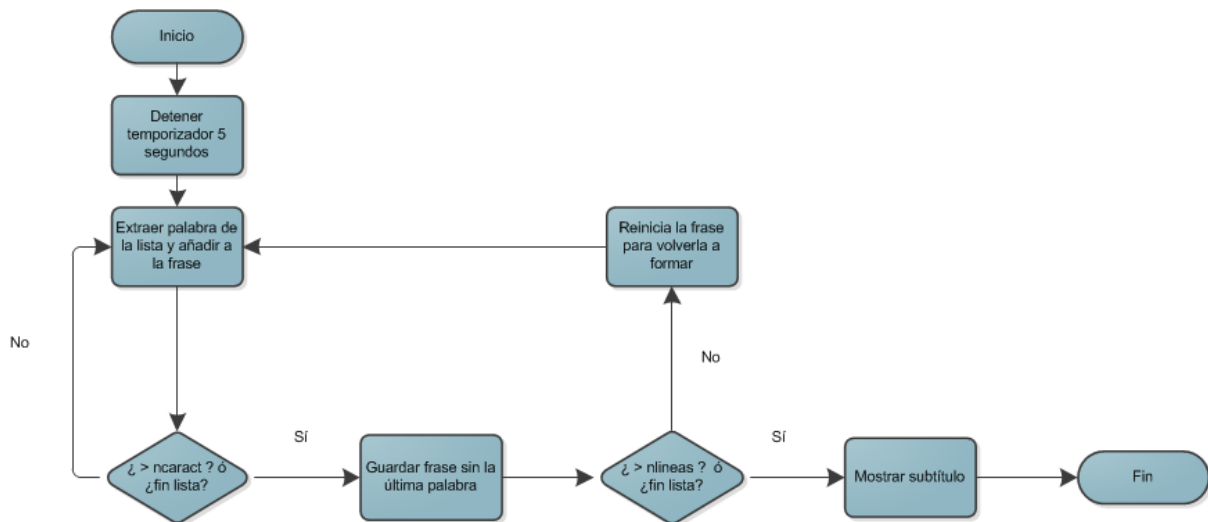 Inicio
Detener
temporizador 5
segundos
Extraer palabra de
la lista y añadir a
la frase
Reinicia la frase
para volverla a
formar
No
No
¿ > ncaract ? ó
¿fin lista?
Sí
Guardar frase sin la
última palabra
¿ > nlineas ? ó
¿fin lista?
Sí
Mostrar subtítulo
Fín